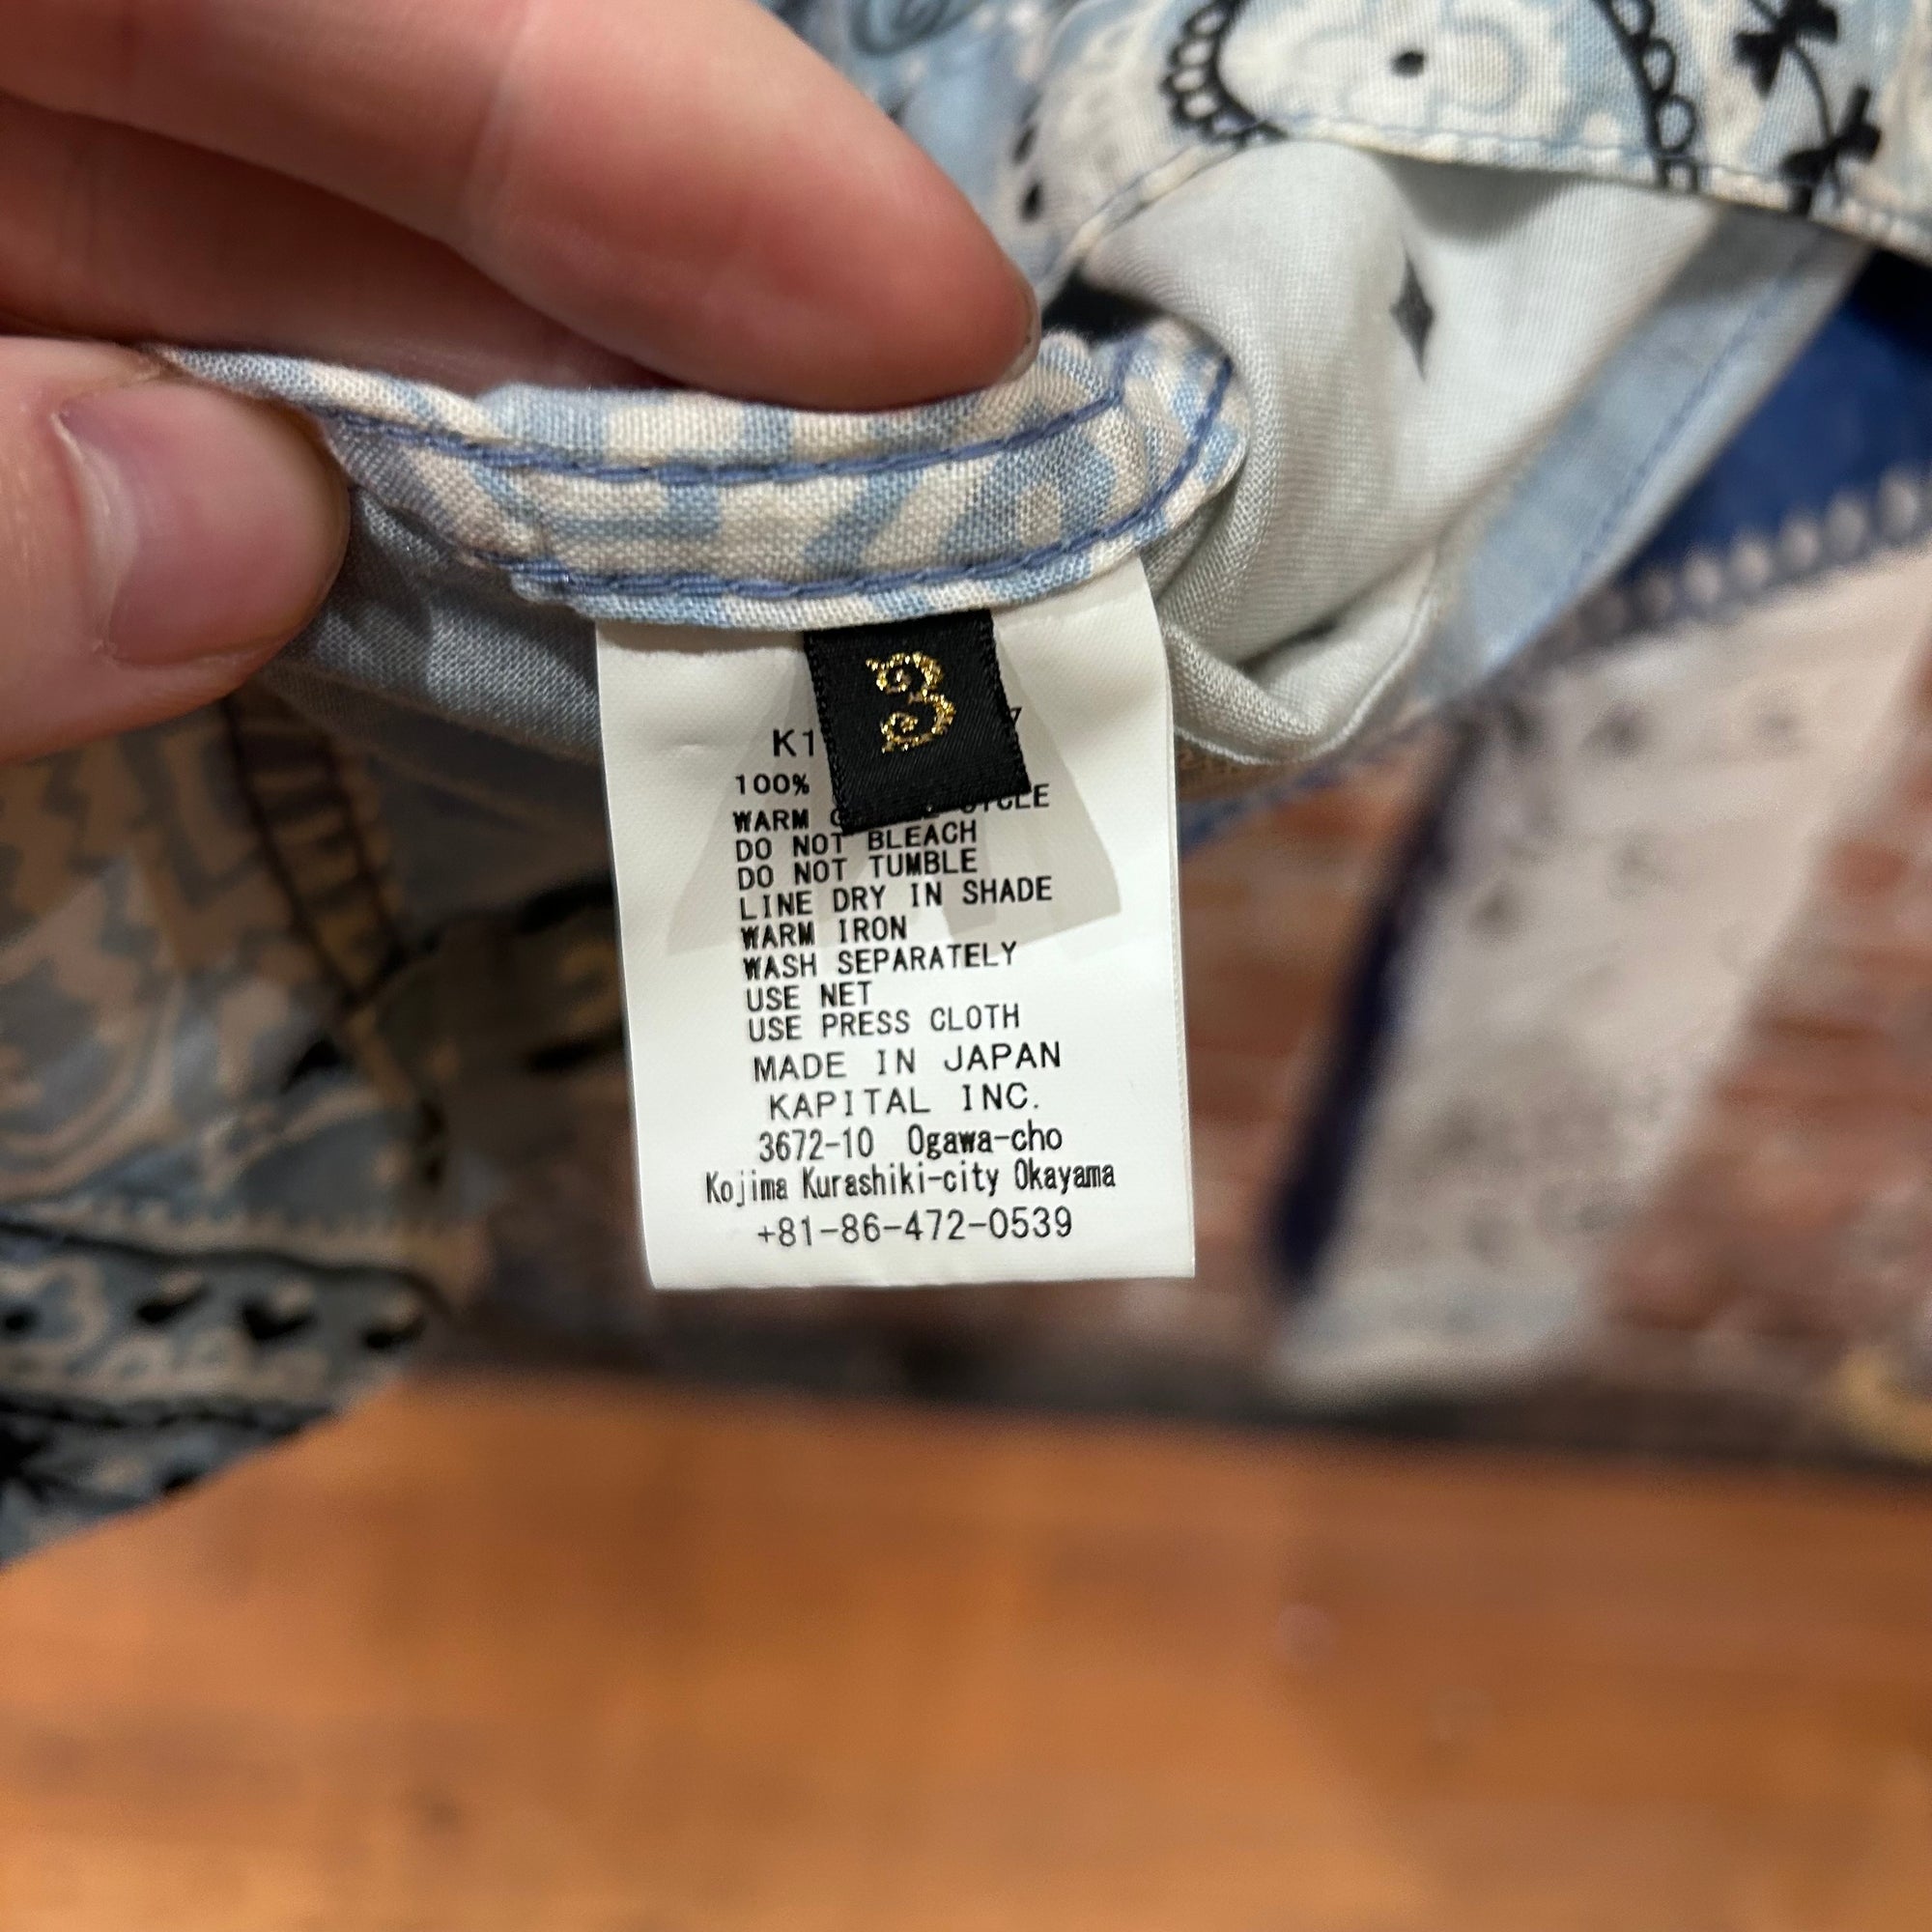 3
K1 7
100%
WARM CYCLE
DO NOT BLEACH
DO NOT TUMBLE
LINE DRY IN SHADE
WARM IRON
WASH SEPARATELY
USE NET
USE PRESS CLOTH
MADE IN JAPAN
KAPITAL INC.
3672-10 Ogawa-cho
Kojima Kurashiki-city Okayama
+81-86-472-0539